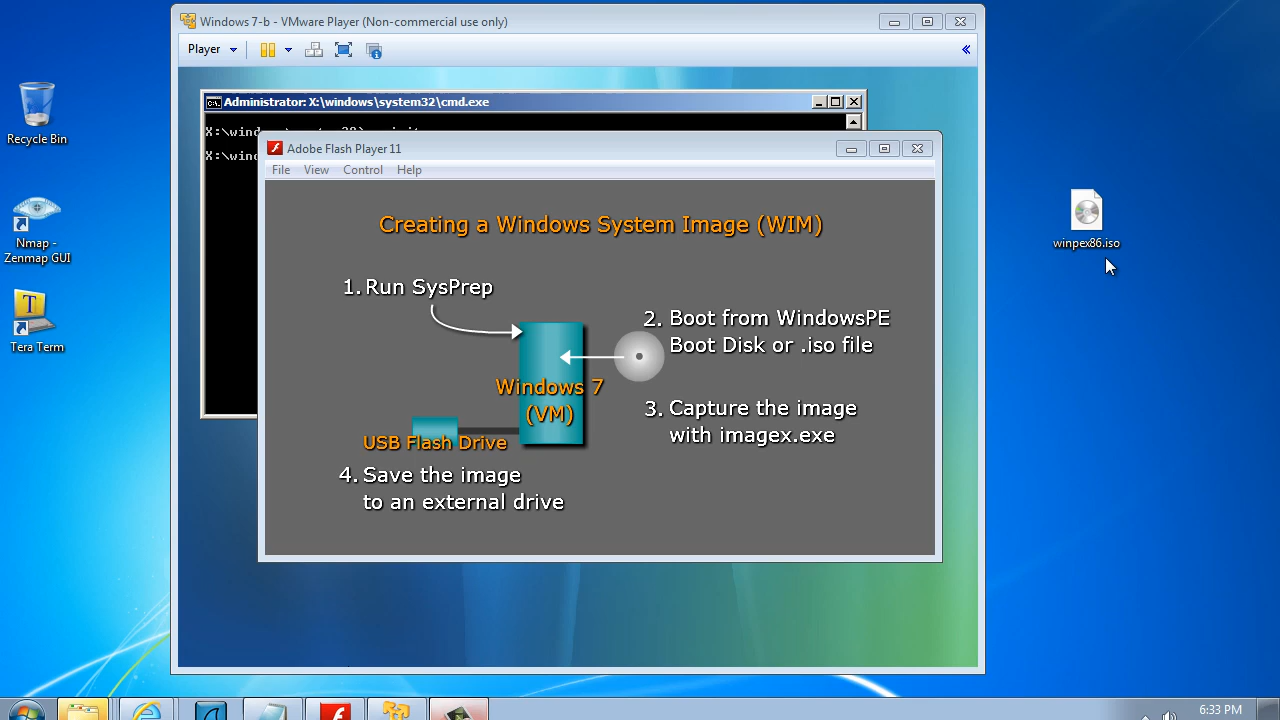 Windows 7-b - VMware Player (Non-commercial use only)
Player
Recycle Bin
Nmap -
Zenmap GUI
Tera Term
Administrator: X:\windows\system32\cmd.exe
Adobe Flash Player 11
File View Control Help
Creating a Windows System Image (WIM)
1. Run SysPrep
2. Boot from WindowsPE
Boot Disk or .iso file
Windows 7
(VM)
3. Capture the image
with imagex.exe
USB Flash Drive
4. Save the image
to an external drive
winpex86.iso
6:33 PM